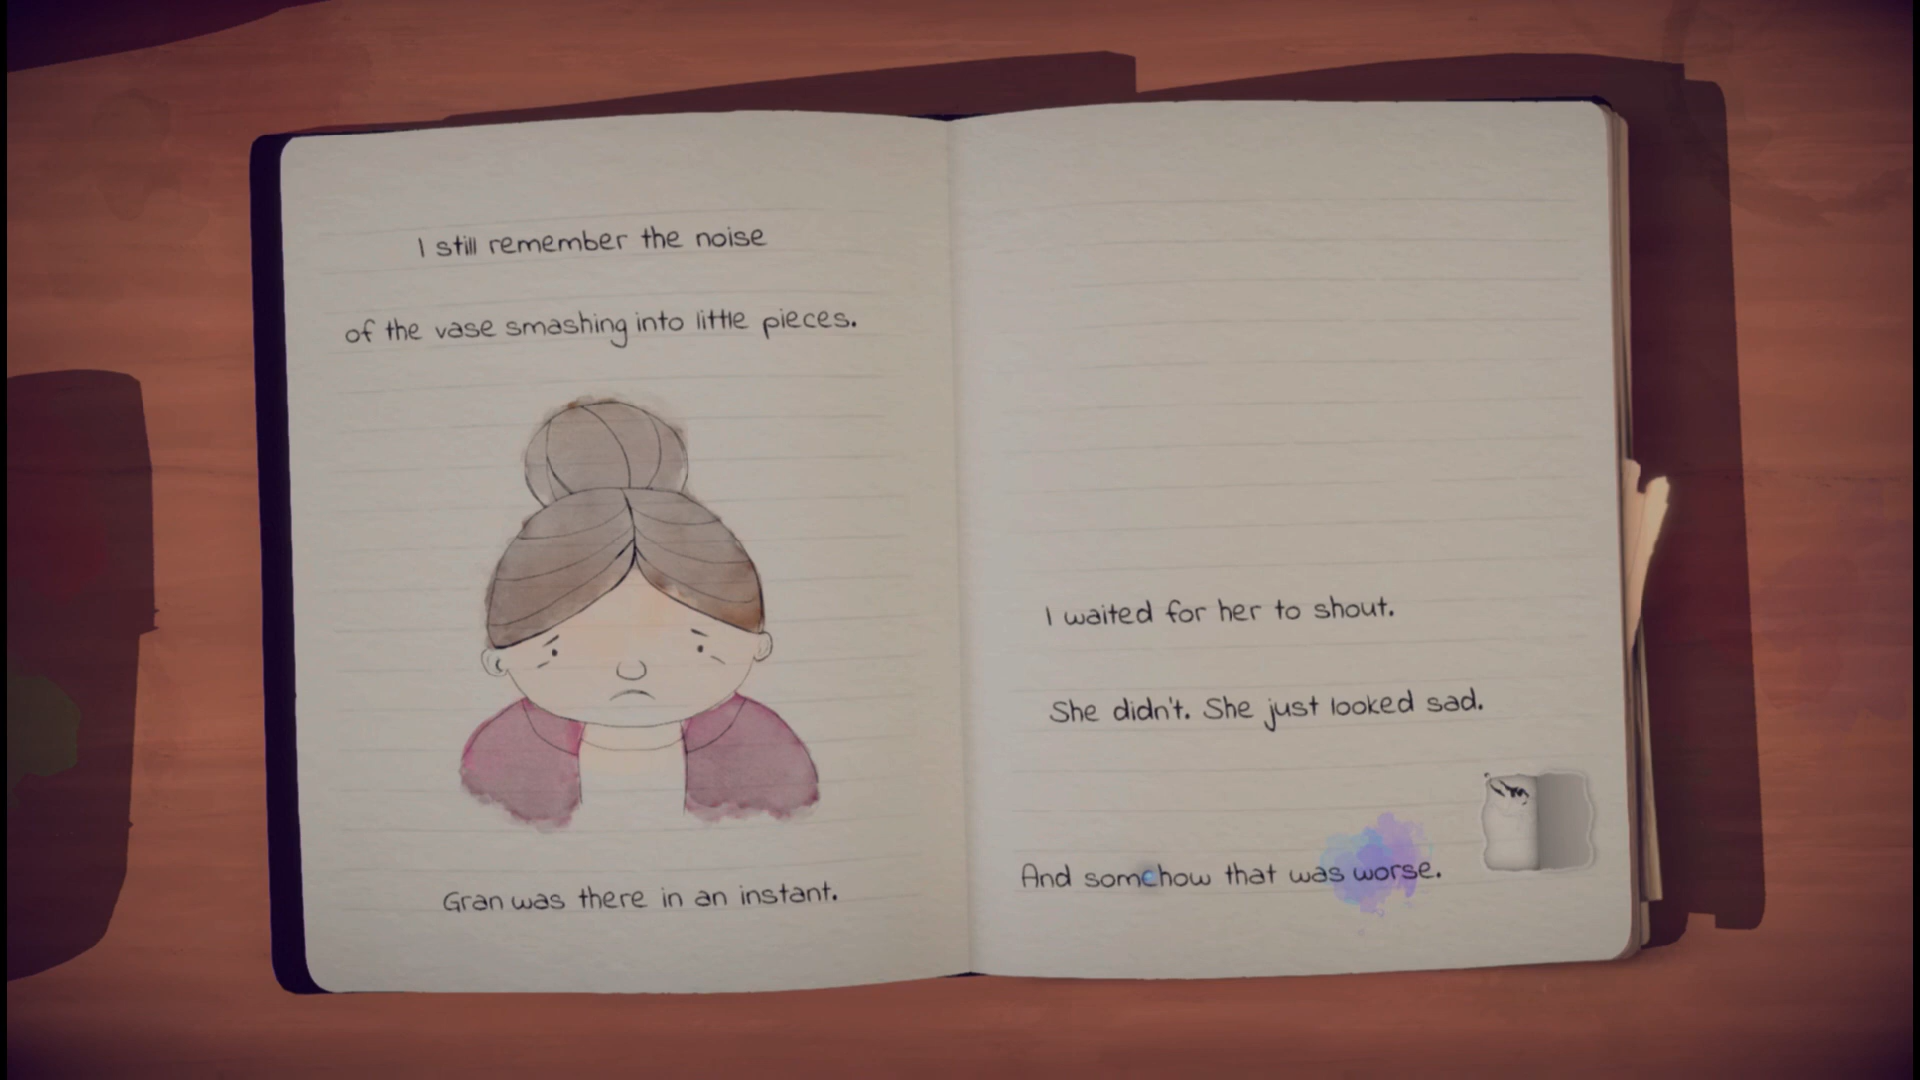 I still remember the noise
of the vase smashing into little pieces.
Gran was there in an instant.
I waited for her to shout.
She didn't. She just looked sad.
And somehow that was worse.